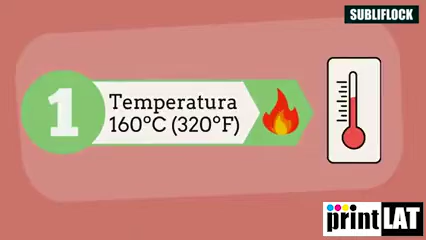 SUBLIFLOCK
1
Temperatura
160°C (320°F)
printLAT